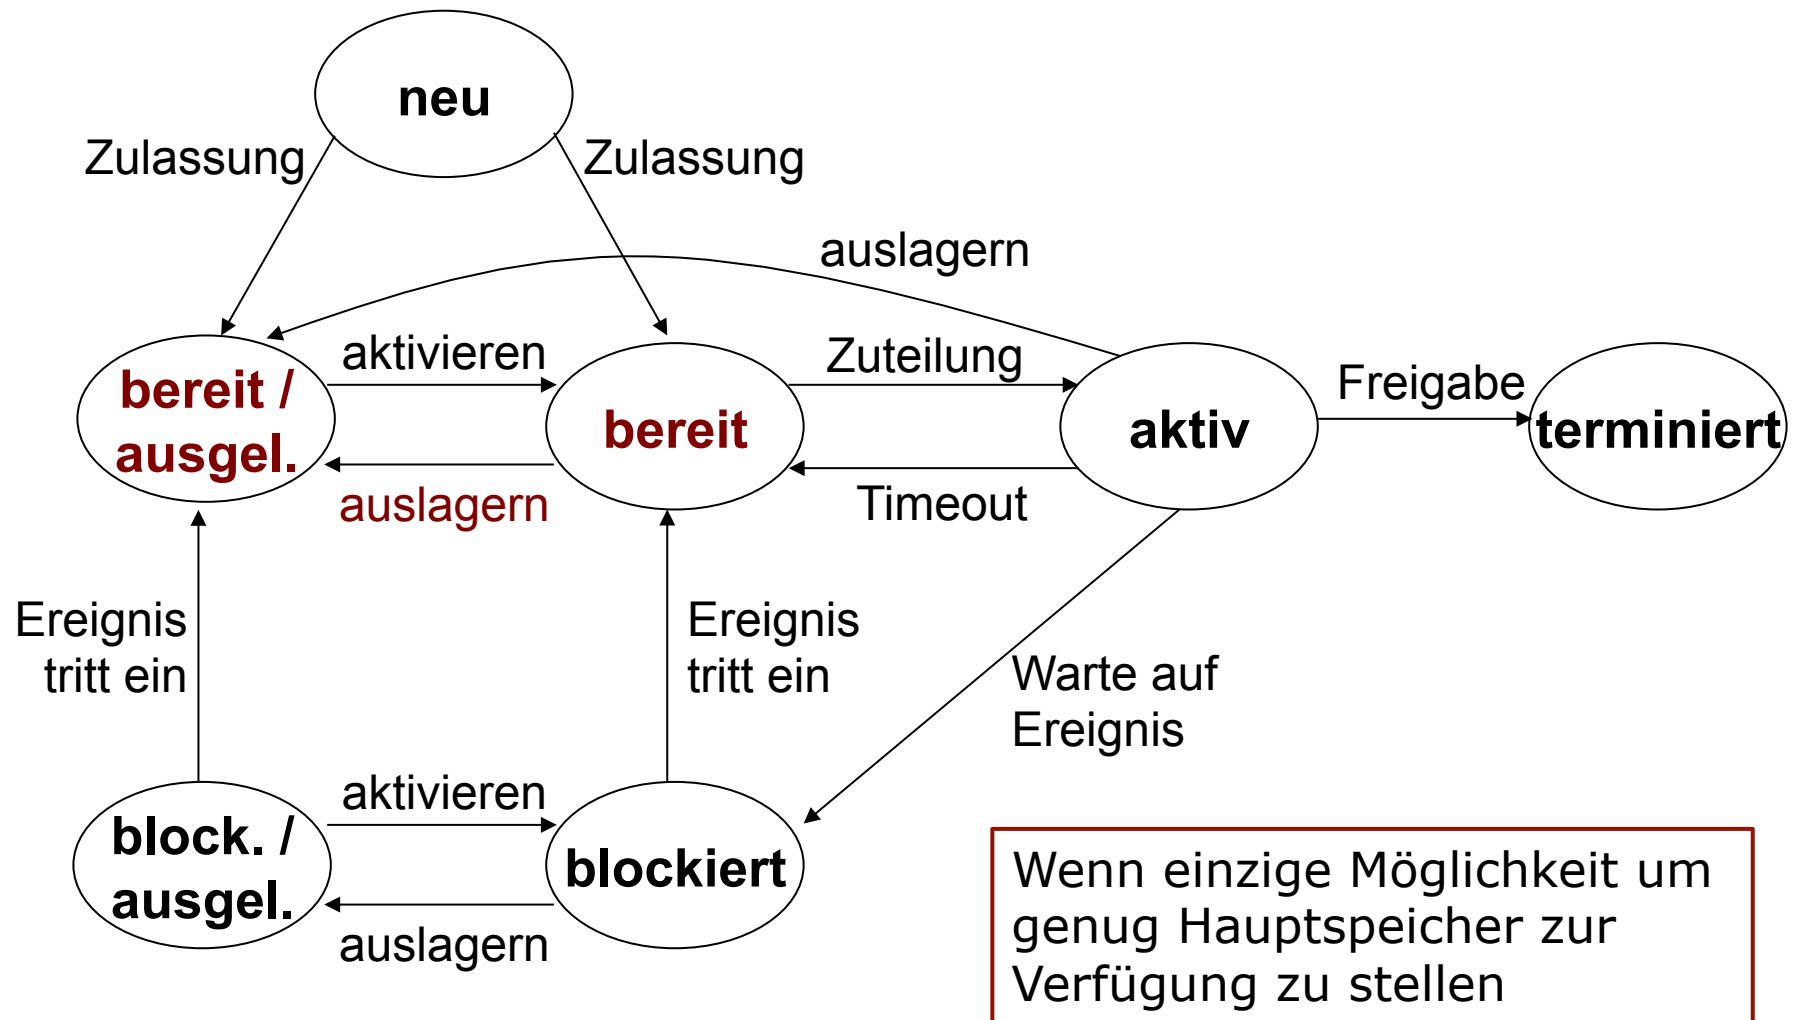 neu
Zulassung
Zulassung
auslagern
aktivieren
Zuteilung
Freigabe
bereit /
ausgel.
bereit
aktiv
terminiert
auslagern
Timeout
Ereignis
tritt ein
Ereignis
tritt ein
Warte auf
Ereignis
aktivieren
block. /
ausgel.
blockiert
auslagern
Wenn einzige Möglichkeit um
genug Hauptspeicher zur
Verfügung zu stellen